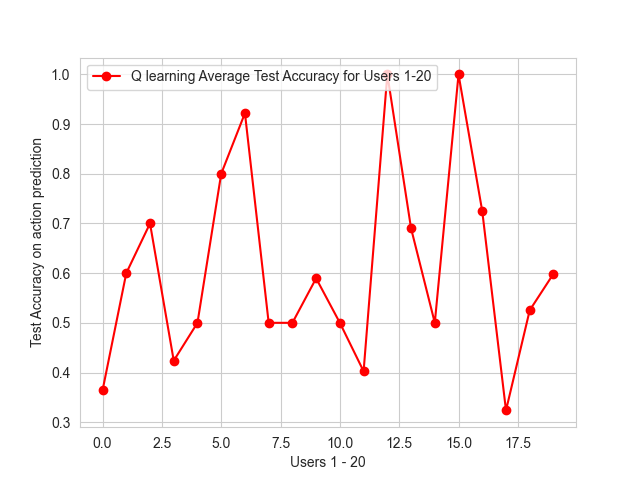 Q learning Average Test Accuracy for Users 1-20
Test Accuracy on action prediction
1.0
0.9
0.8
0.7
0.6
0.5
0.4
0.3
0.0 2.5 5.0 7.5 10.0 12.5 15.0 17.5
Users 1 - 20